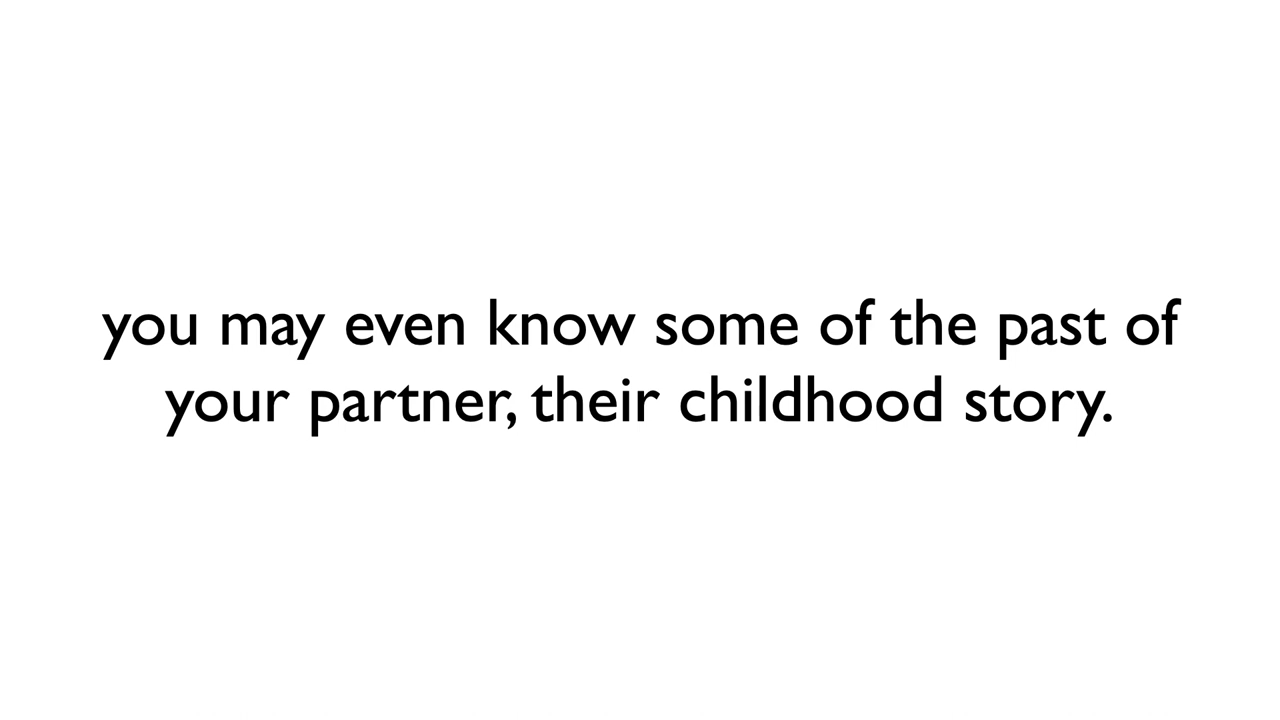 you may even know some of the past of
your partner, their childhood story.